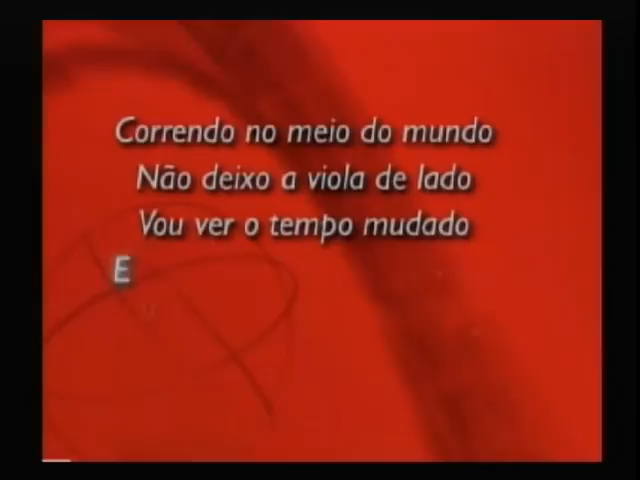 Correndo no meio do mundo
Não deixo a viola de lado
Vou ver o tempo mudado
E